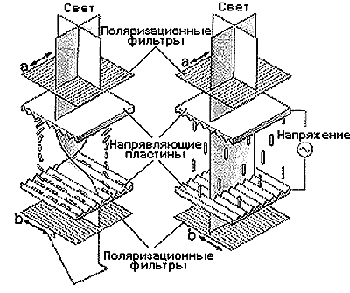 Свет
Свет
Поляризационные
фильтры
a
a
Направляющие
пластины
Напряжение
b
b
Поляризационные
фильтры